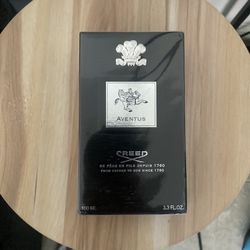 AVENTUS
CREED
DE PÈRE EN FILS DEPUIS 1760
FROM FATHER TO SON SINCE 1760
100 ML 3.3 FL.OZ.